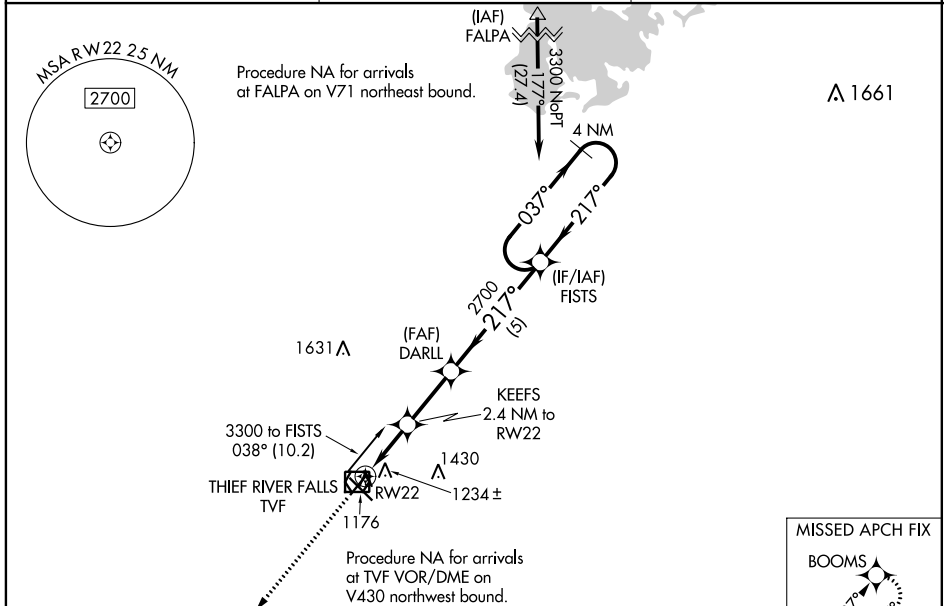 MSA RW22 25 NM
2700
Procedure NA for arrivals
at FALPA on V71 northeast bound.
(IAF)
FALPA
3300 NoPT
177°
(27.4)
1661
4 NM
037°
217°
(IF/IAF)
FISTS
2700
217°
(5)
(FAF)
DARLL
1631
KEEFS
2.4 NM to
RW22
3300 to FISTS
038° (10.2)
1430
THIEF RIVER FALLS
TVF
RW22
1234 ±
1176
Procedure NA for arrivals
at TVF VOR/DME on
V430 northwest bound.
MISSED APCH FIX
BOOMS